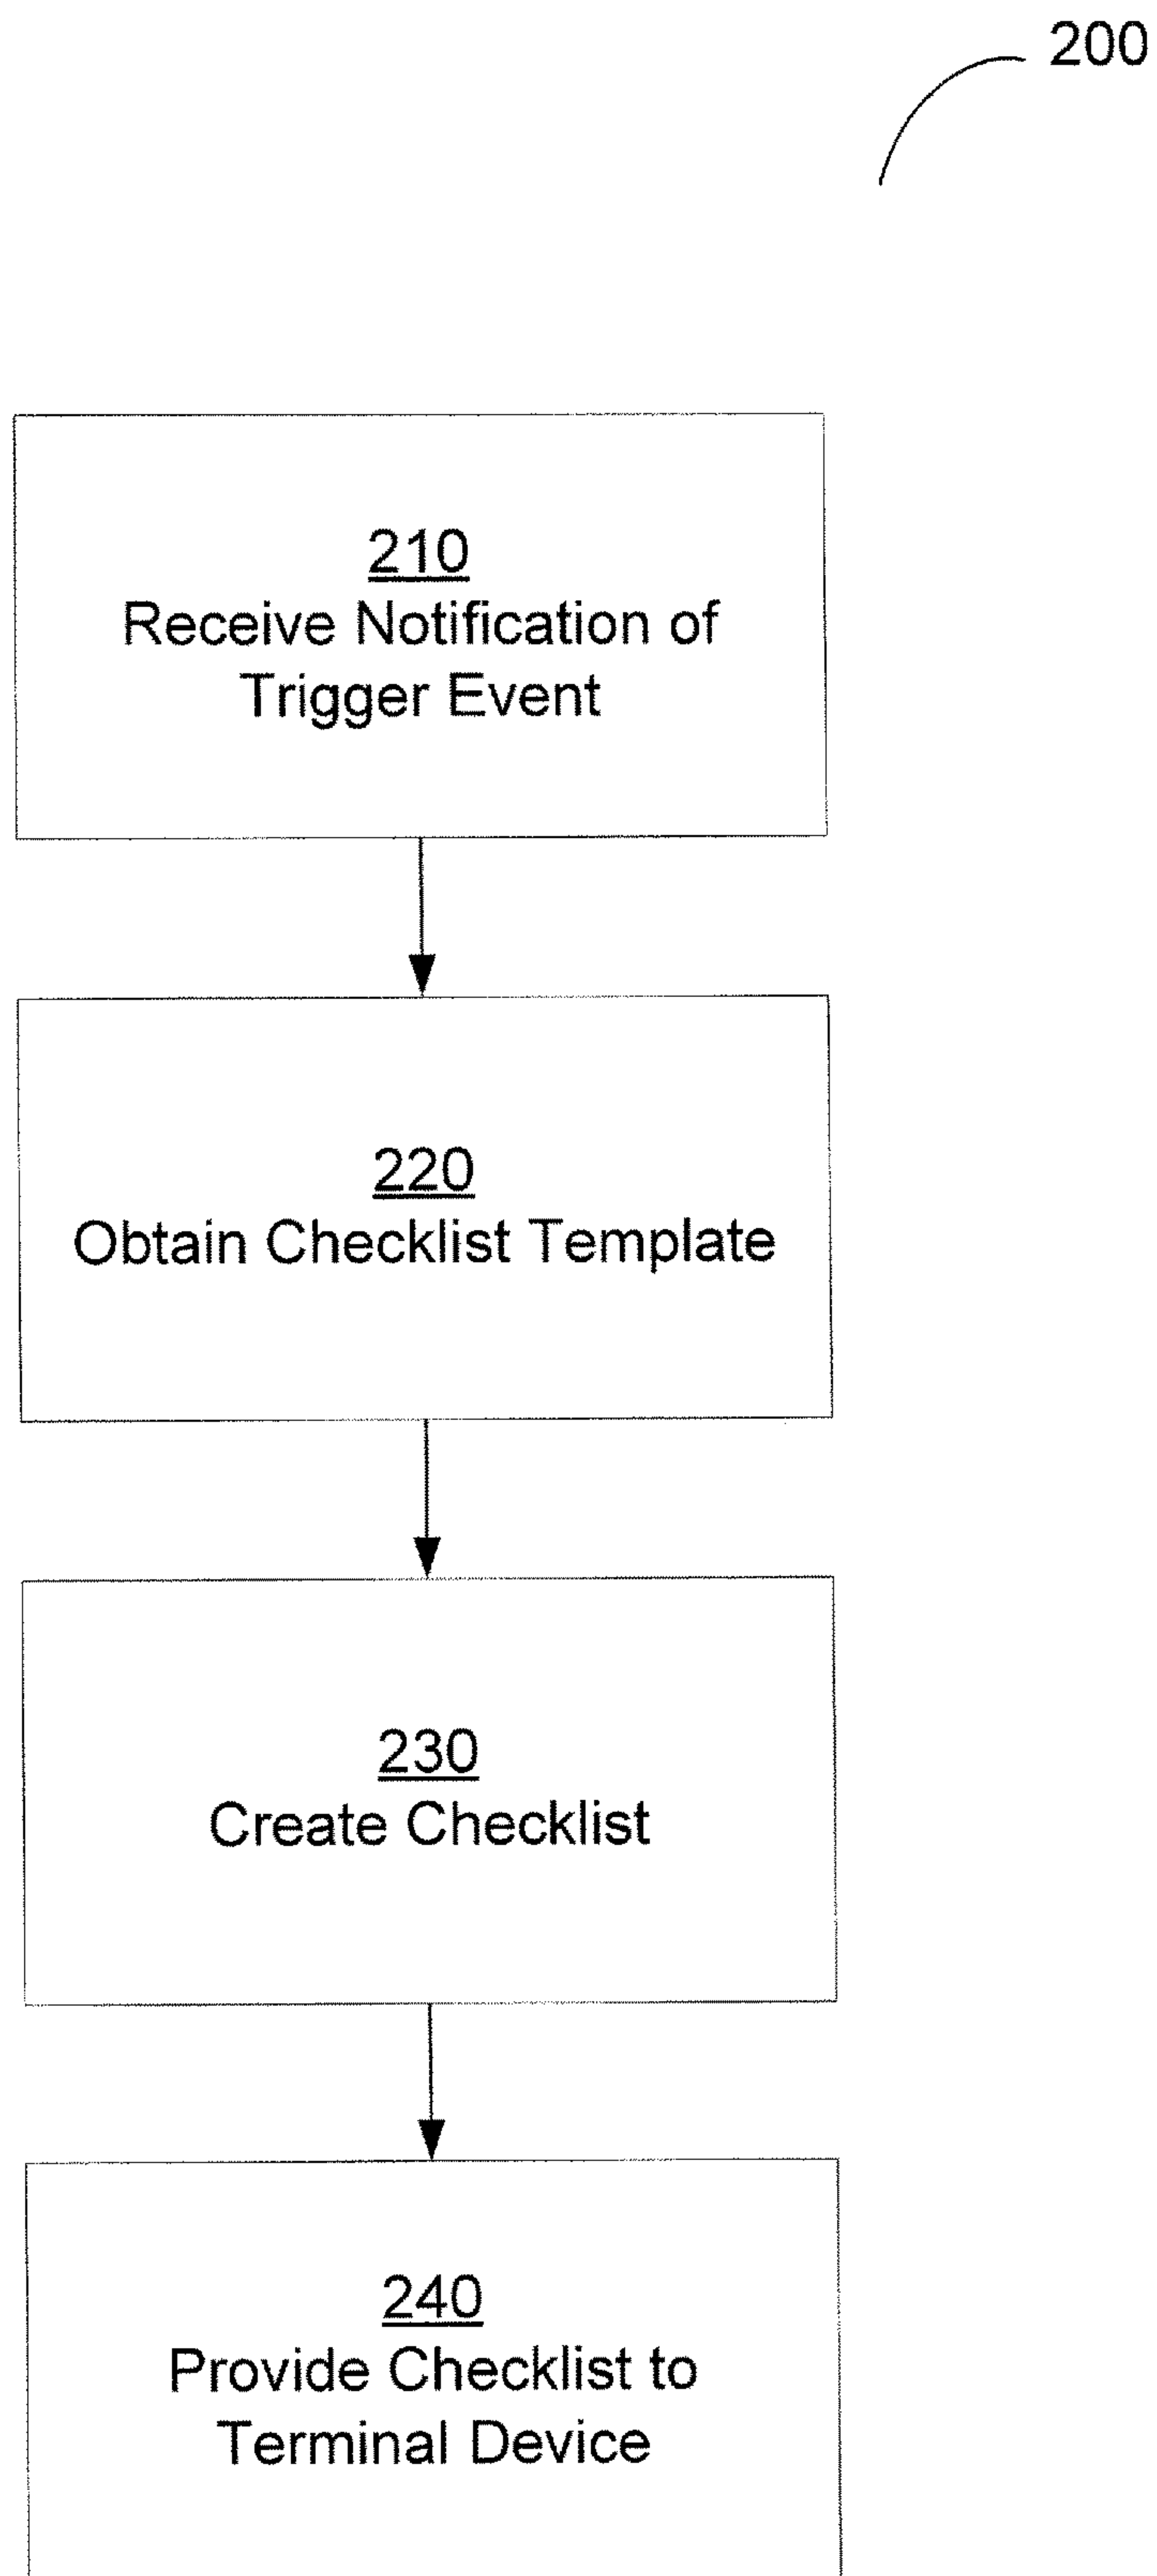 200
210
Receive Notification of
Trigger Event
220
Obtain Checklist Template
230
Create Checklist
240
Provide Checklist to
Terminal Device